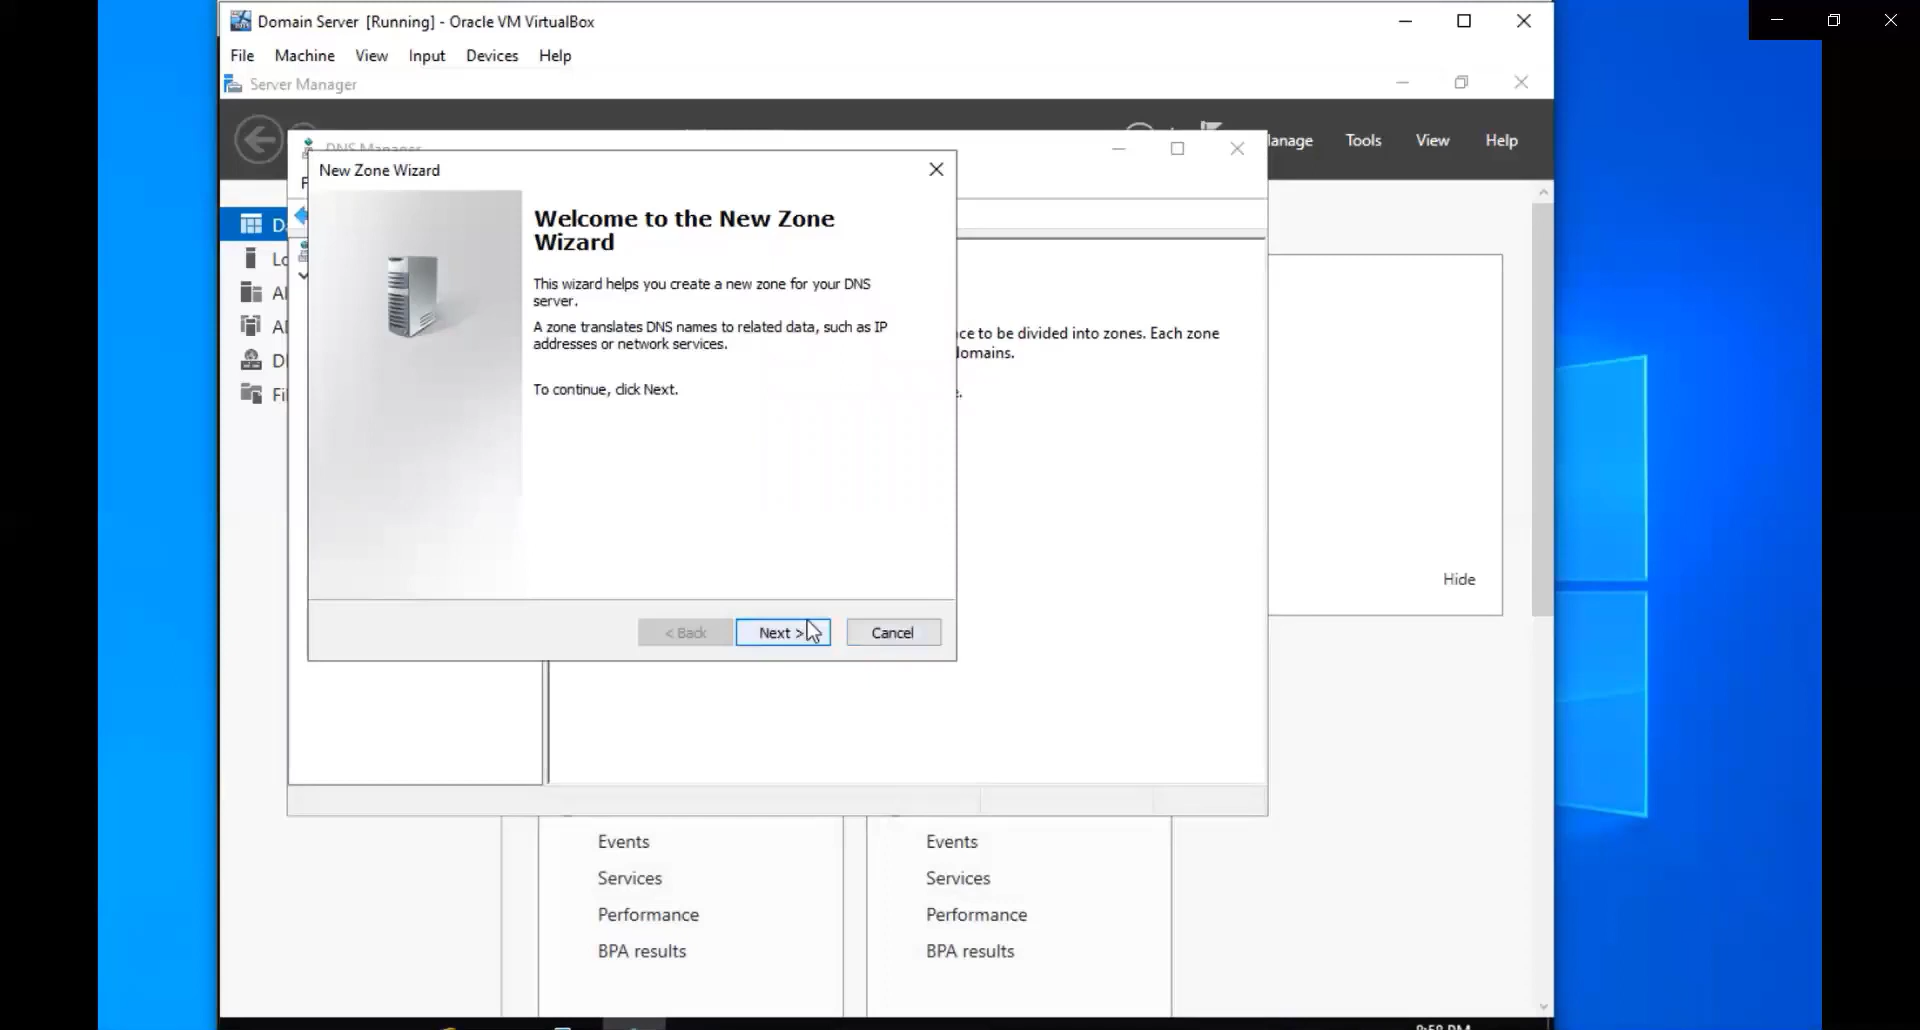 Domain Server [Running] - Oracle VM VirtualBox
File Machine View Input Devices Help
Server Manager
Manage Tools View Help
DNS Manager
New Zone Wizard
Welcome to the New Zone
Wizard
This wizard helps you create a new zone for your DNS
server.
A zone translates DNS names to related data, such as IP
addresses or network services.
To continue, click Next.
< Back Next > Cancel
to be divided into zones. Each zone
Hide
Events
Services
Performance
BPA results
Events
Services
Performance
BPA results